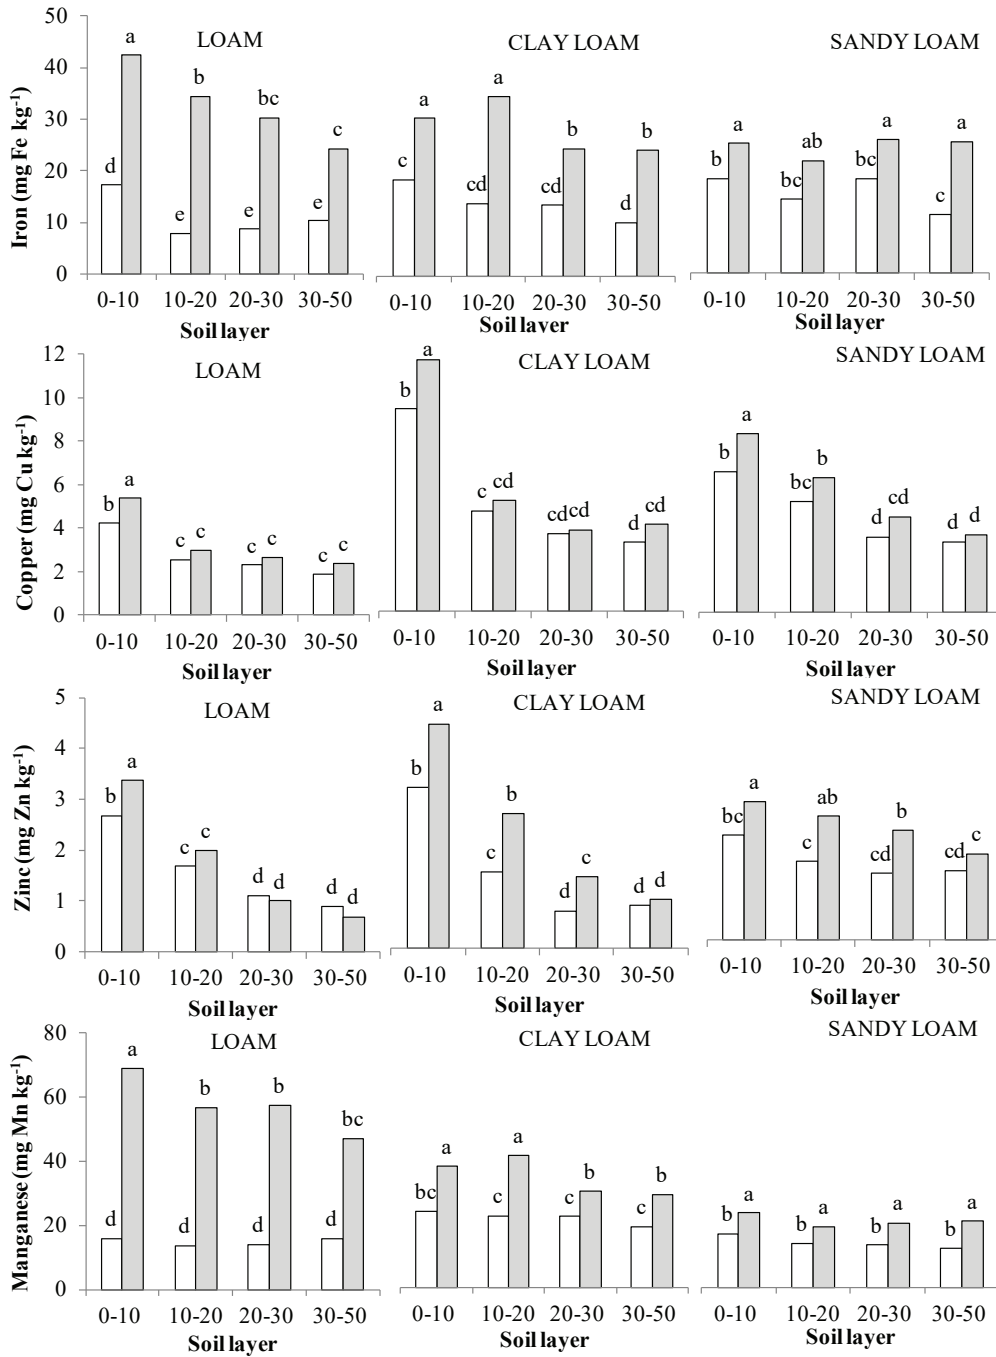 50
40
30
20
10
0
Iron (mg Fe kg-1)
LOAM
a
b
bc
c
d
e
e
e
0-10 10-20 20-30 30-50
Soil layer
CLAY LOAM
a
a
b
b
c
cd
cd
d
0-10 10-20 20-30 30-50
Soil layer
SANDY LOAM
a
ab
a
a
b
bc
bc
c
0-10 10-20 20-30 30-50
Soil layer
12
10
8
6
4
2
0
Copper (mg Cu kg-1)
LOAM
b a
c c
c c
c c
0-10 10-20 20-30 30-50
Soil layer
CLAY LOAM
b a
c cd
cd cd
d cd
0-10 10-20 20-30 30-50
Soil layer
SANDY LOAM
b a
bc b
d cd
d d
0-10 10-20 20-30 30-50
Soil layer
5
4
3
2
1
0
Zinc (mg Zn kg-1)
LOAM
b a
c c
d d
d d
0-10 10-20 20-30 30-50
Soil layer
CLAY LOAM
b a
c b
d c
d d
0-10 10-20 20-30 30-50
Soil layer
SANDY LOAM
bc a
c ab
cd b
cd c
0-10 10-20 20-30 30-50
Soil layer
80
60
40
20
0
Manganese (mg Mn kg-1)
LOAM
d a
d b
d b
d bc
0-10 10-20 20-30 30-50
Soil layer
CLAY LOAM
bc a
c a
c b
c b
0-10 10-20 20-30 30-50
Soil layer
SANDY LOAM
b a
b a
b a
b a
0-10 10-20 20-30 30-50
Soil layer